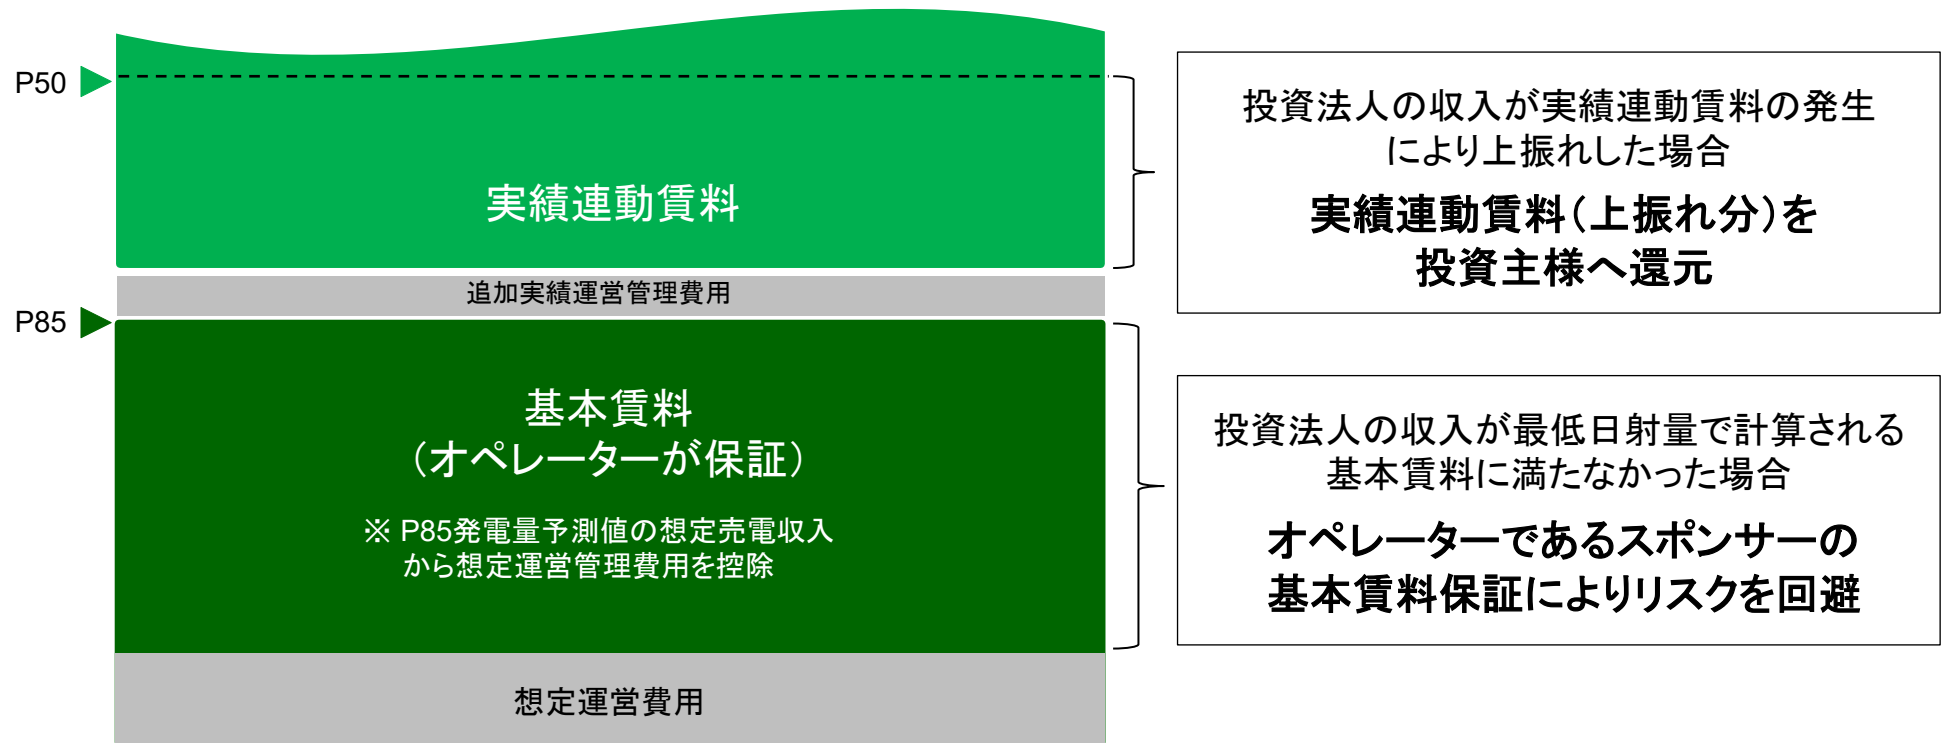 P50
実績連動賃料
追加実績運営管理費用
P85
基本賃料
（オペレーターが保証）
※ P85発電量予測値の想定売電収入
から想定運営管理費用を控除
想定運営費用
投資法人の収入が実績連動賃料の発生
により上振れした場合
実績連動賃料（上振れ分）を
投資主様へ還元
投資法人の収入が最低日射量で計算される
基本賃料に満たなかった場合
オペレーターであるスポンサーの
基本賃料保証によりリスクを回避